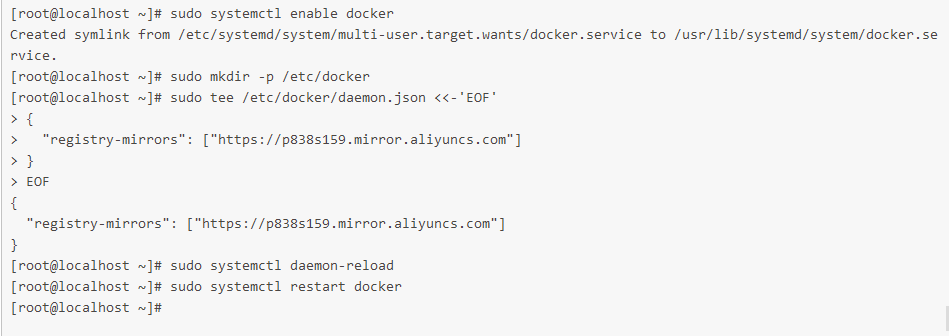 [root@localhost ~]# sudo systemctl enable docker
Created symlink from /etc/systemd/system/multi-user.target.wants/docker.service to /usr/lib/systemd/system/docker.se
rvice.
[root@localhost ~]# sudo mkdir -p /etc/docker
[root@localhost ~]# sudo tee /etc/docker/daemon.json <<-'EOF'
> {
>   "registry-mirrors": ["https://p838s159.mirror.aliyuncs.com"]
> }
> EOF
{
  "registry-mirrors": ["https://p838s159.mirror.aliyuncs.com"]
}
[root@localhost ~]# sudo systemctl daemon-reload
[root@localhost ~]# sudo systemctl restart docker
[root@localhost ~]#